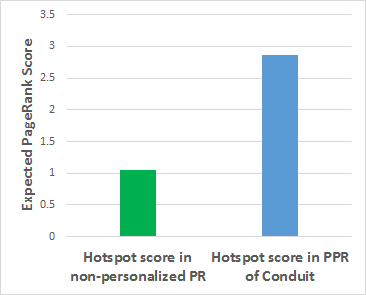 3.5
3
2.5
2
1.5
1
0.5
0
Expected PageRank Score
Hotspot score in
non-personalized PR
Hotspot score in PPR
of Conduit